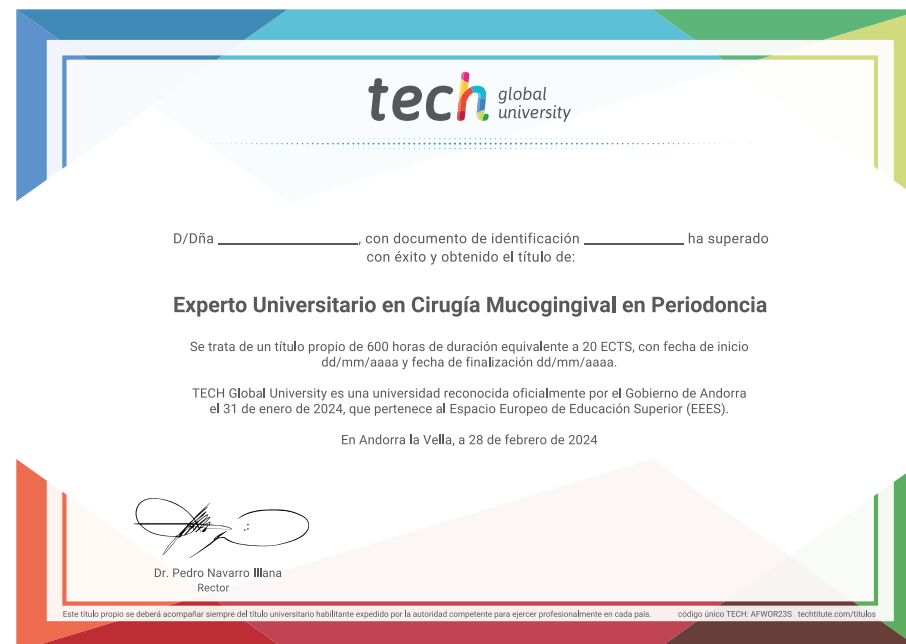 tech global university
D/Dña ____________, con documento de identificación ____________ ha superado
con éxito y obtenido el título de:
Experto Universitario en Cirugía Mucogingival en Periodoncia
Se trata de un título propio de 600 horas de duración equivalente a 20 ECTS, con fecha de inicio
dd/mm/aaaa y fecha de finalización dd/mm/aaaa.
TECH Global University es una universidad reconocida oficialmente por el Gobierno de Andorra
el 31 de enero de 2024, que pertenece al Espacio Europeo de Educación Superior (EEES).
En Andorra la Vella, a 28 de febrero de 2024
Dr. Pedro Navarro Illana
Rector
Este título propio se deberá acompañar siempre del título universitario habilitante expedido por la autoridad competente para ejercer profesionalmente en cada país. código único TECH: AFWOR23S techtitute.com/titulos